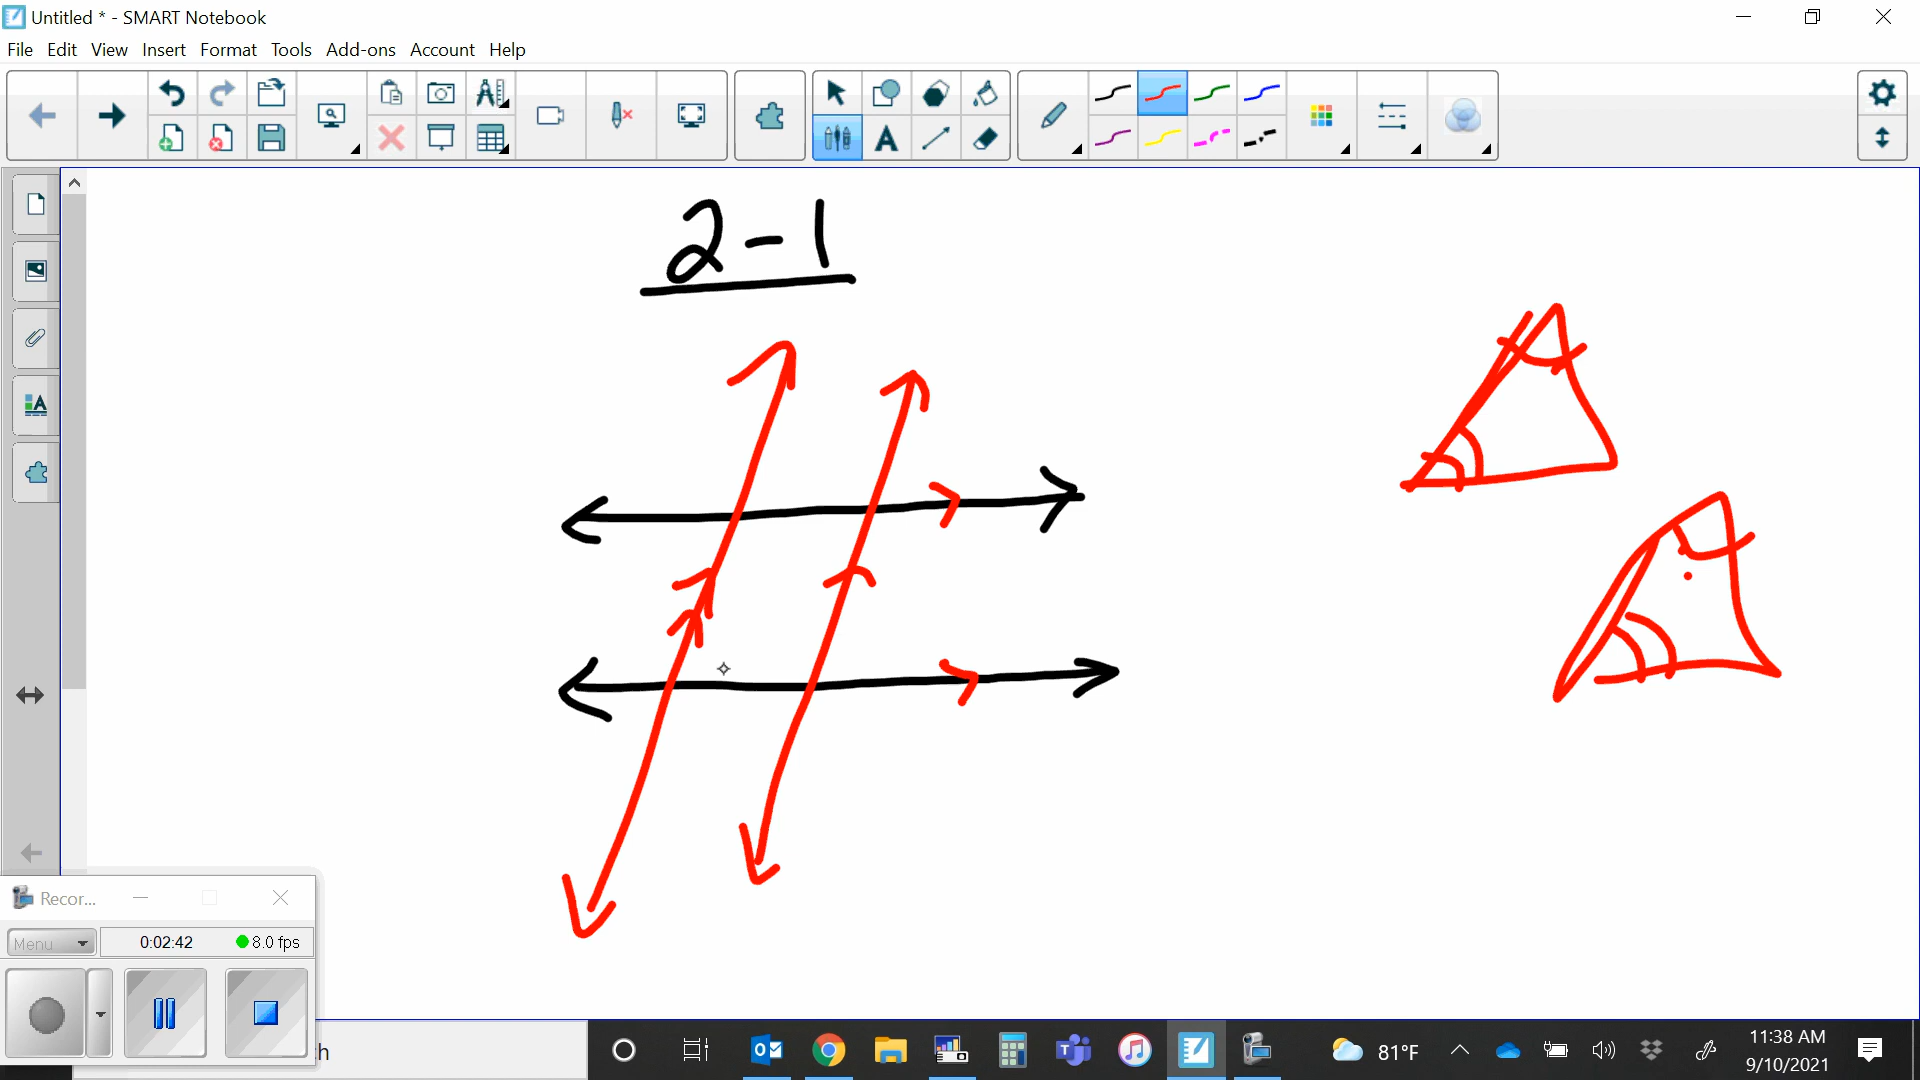 Untitled * - SMART Notebook
File Edit View Insert Format Tools Add-ons Account Help
2-1
Recor...
Menu
0:02:42
8.0 fps
h
81°F
11:38 AM
9/10/2021